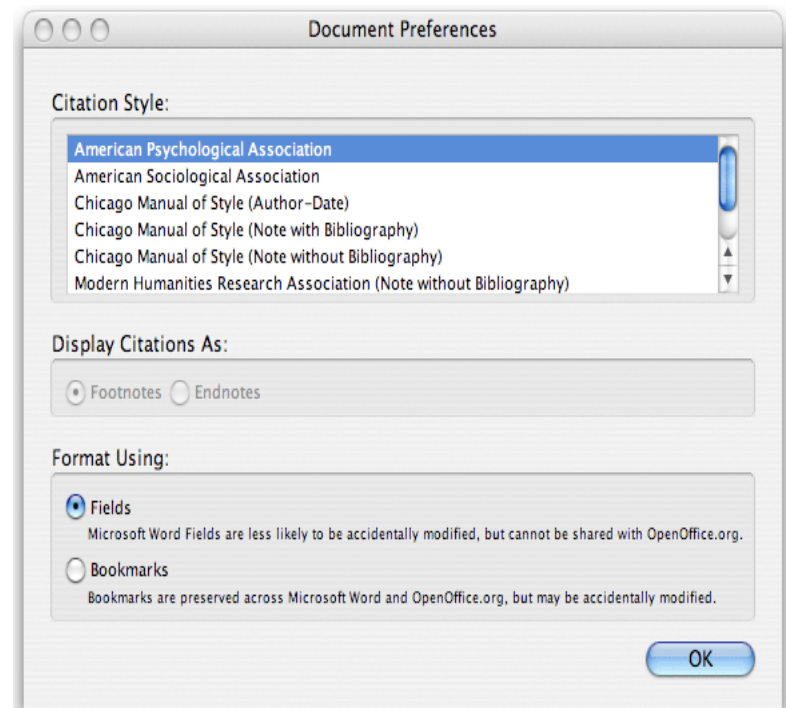 Document Preferences
Citation Style:
American Psychological Association
American Sociological Association
Chicago Manual of Style (Author-Date)
Chicago Manual of Style (Note with Bibliography)
Chicago Manual of Style (Note without Bibliography)
Modern Humanities Research Association (Note without Bibliography)
Display Citations As:
Footnotes Endnotes
Format Using:
Fields
Microsoft Word Fields are less likely to be accidentally modified, but cannot be shared with OpenOffice.org.
Bookmarks
Bookmarks are preserved across Microsoft Word and OpenOffice.org, but may be accidentally modified.
OK